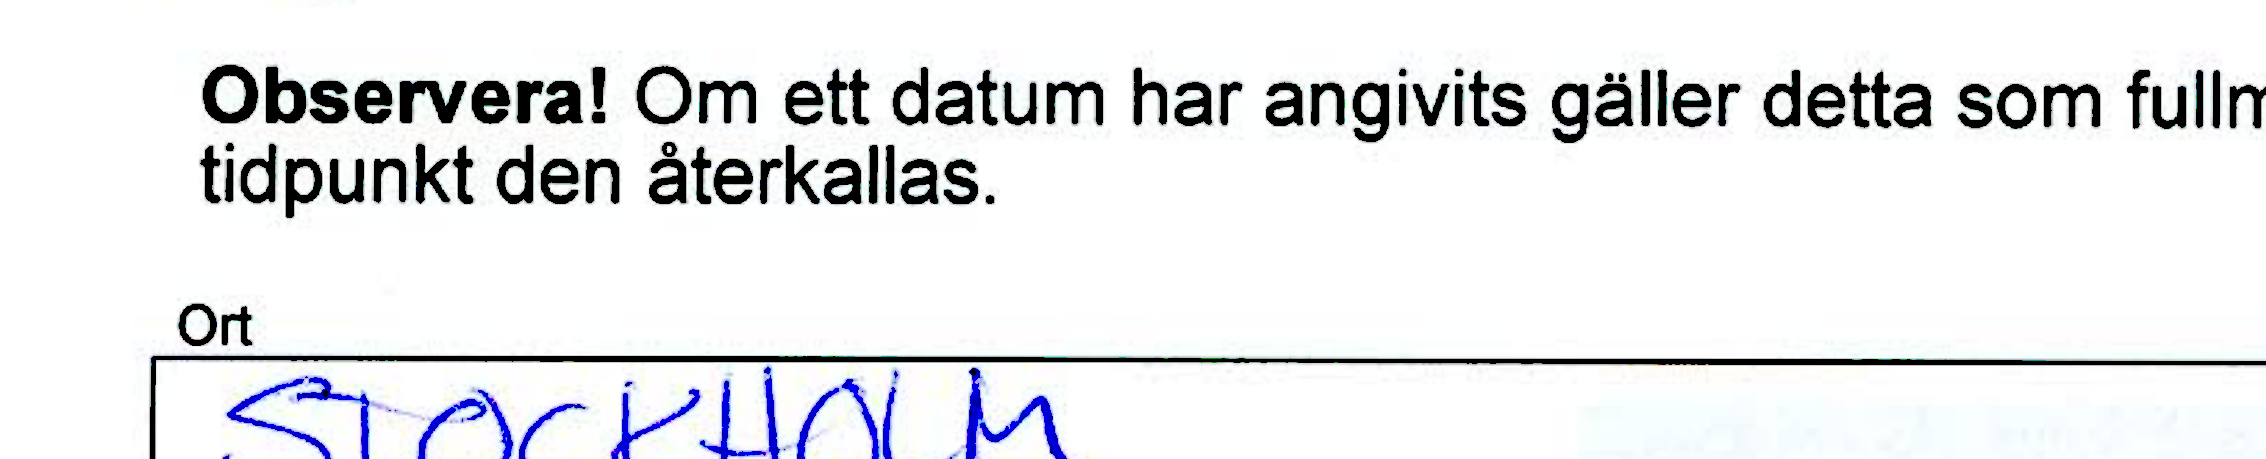 Observera! Om ett datum har angivits gäller detta som
tidpunkt den återkallas.
Ort
STOCKHOLM